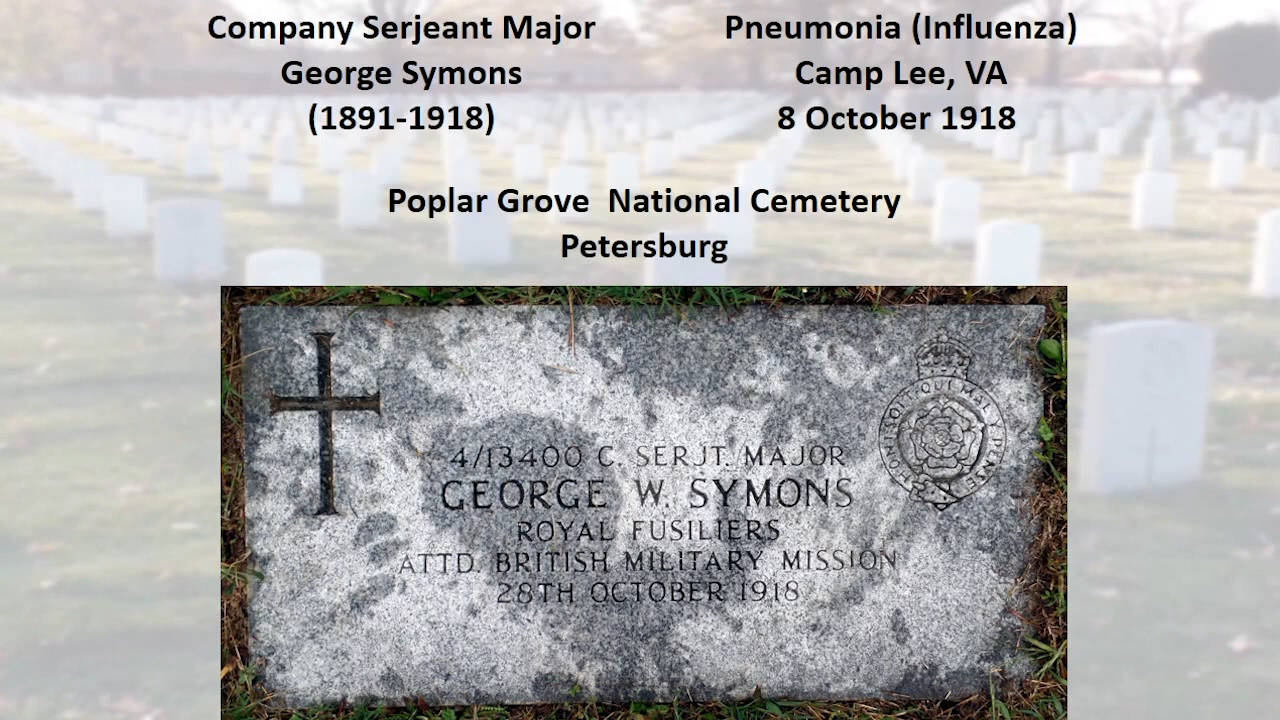 Company Serjeant Major
George Symons
(1891-1918)
Pneumonia (Influenza)
Camp Lee, VA
8 October 1918
Poplar Grove  National Cemetery
Petersburg
HONI SOIT QUI MAL Y PENSE
4/13400 C. SERJT. MAJOR
GEORGE W. SYMONS
ROYAL FUSILIERS
ATTD. BRITISH MILITARY MISSION
28TH OCTOBER 1918